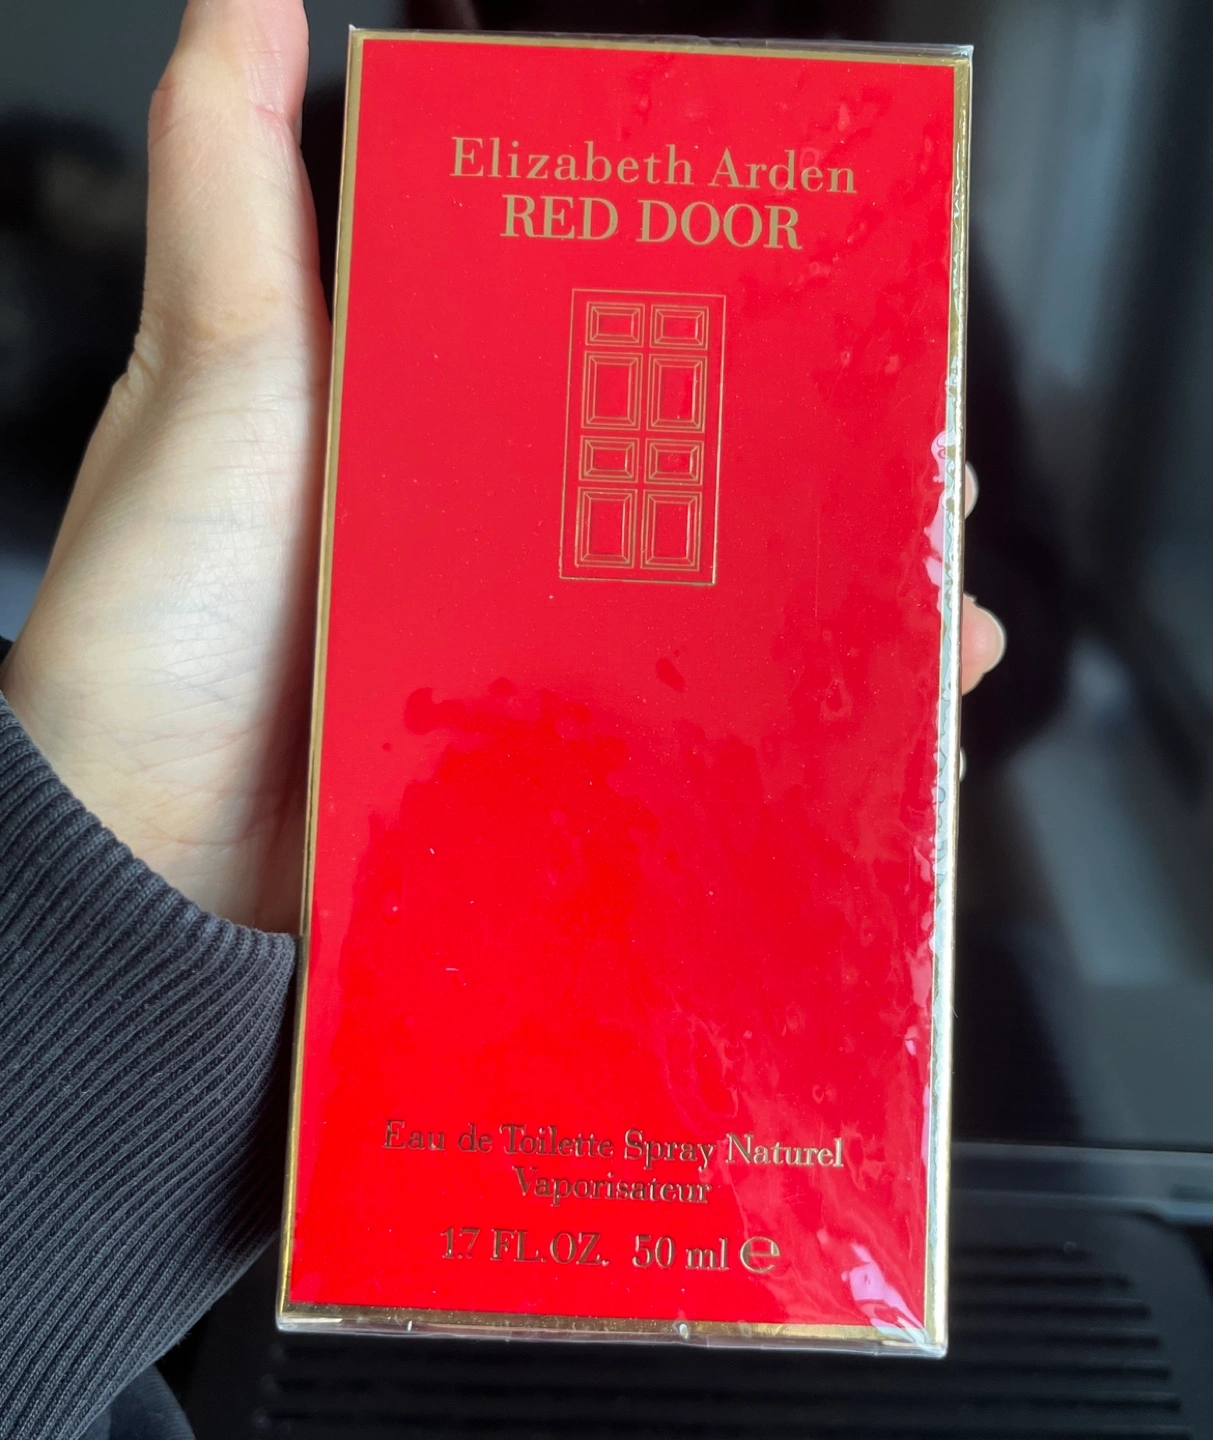 Elizabeth Arden
RED DOOR
Eau de Toilette Spray Naturel
Vaporisateur
1.7 FL.OZ. 50 ml ℮